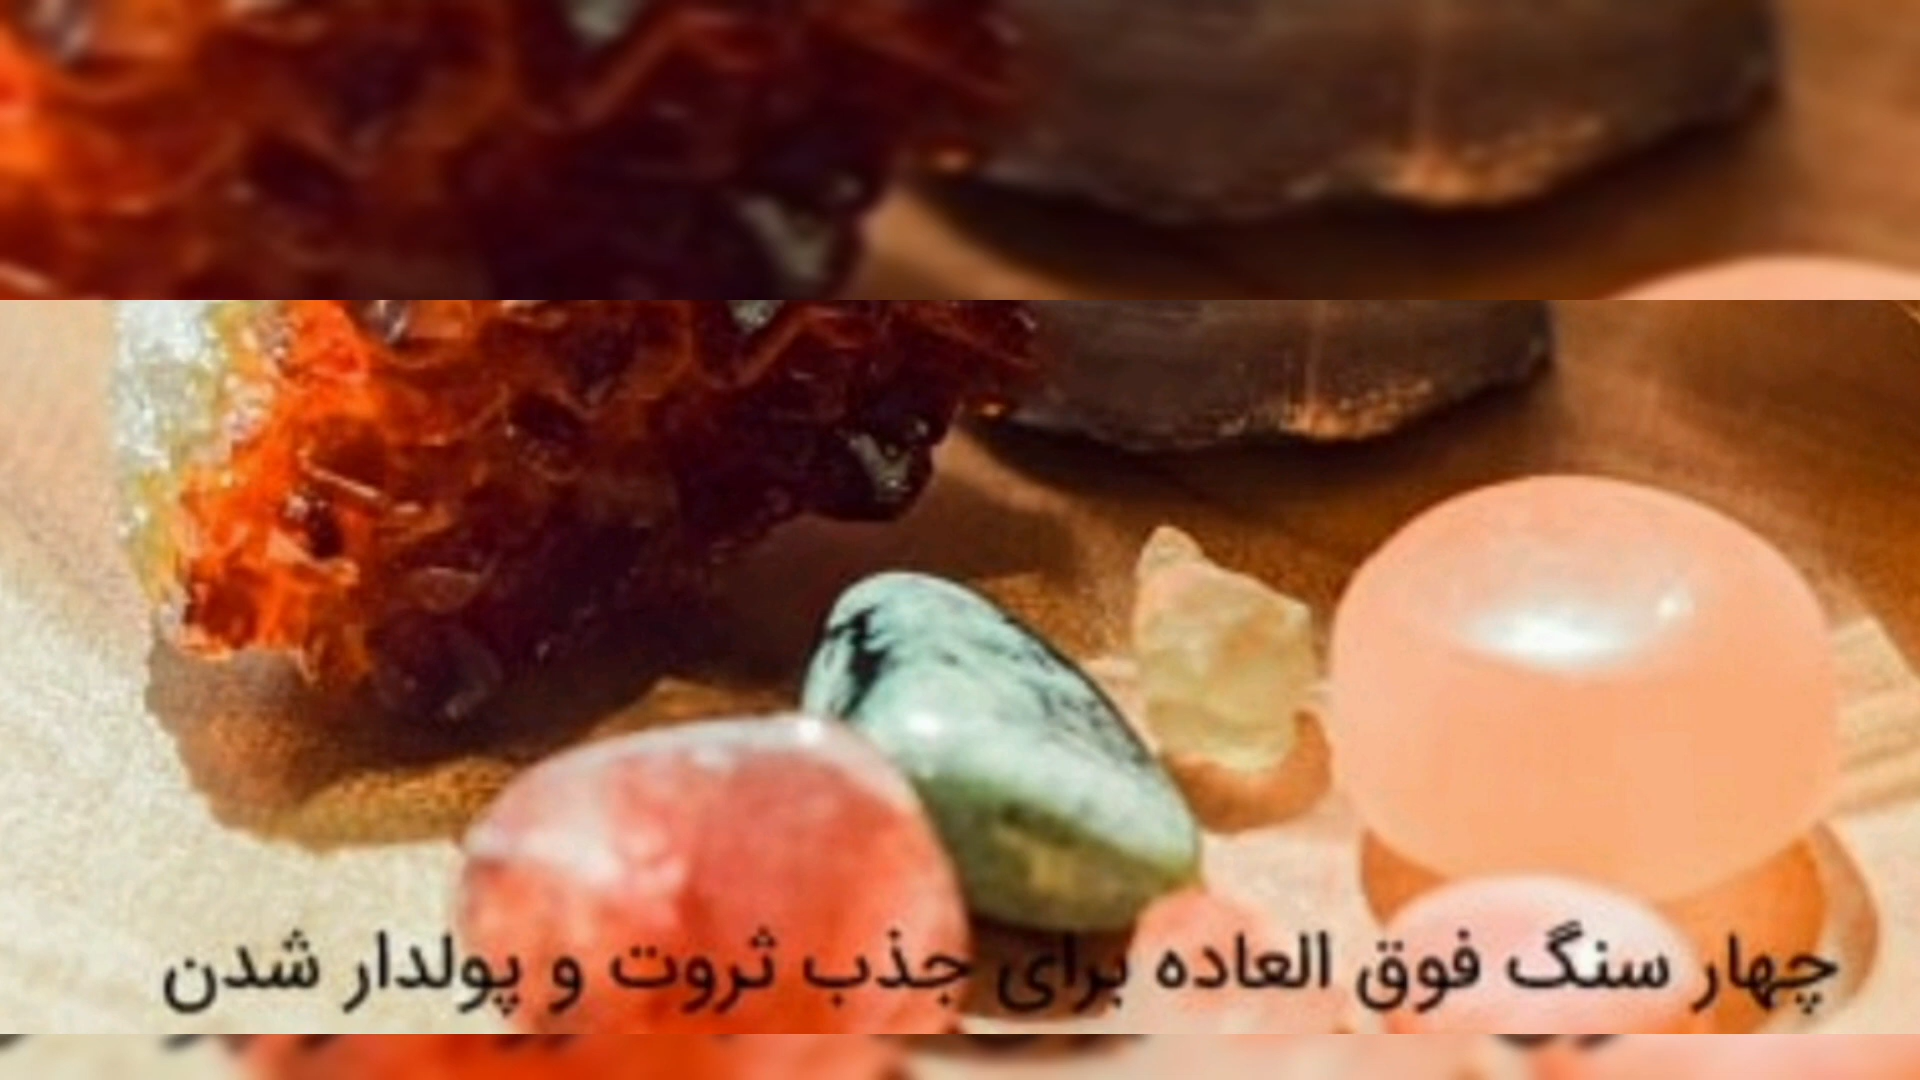 چهار سنگ فوق العاده برای جذب ثروت و پولدار شدن